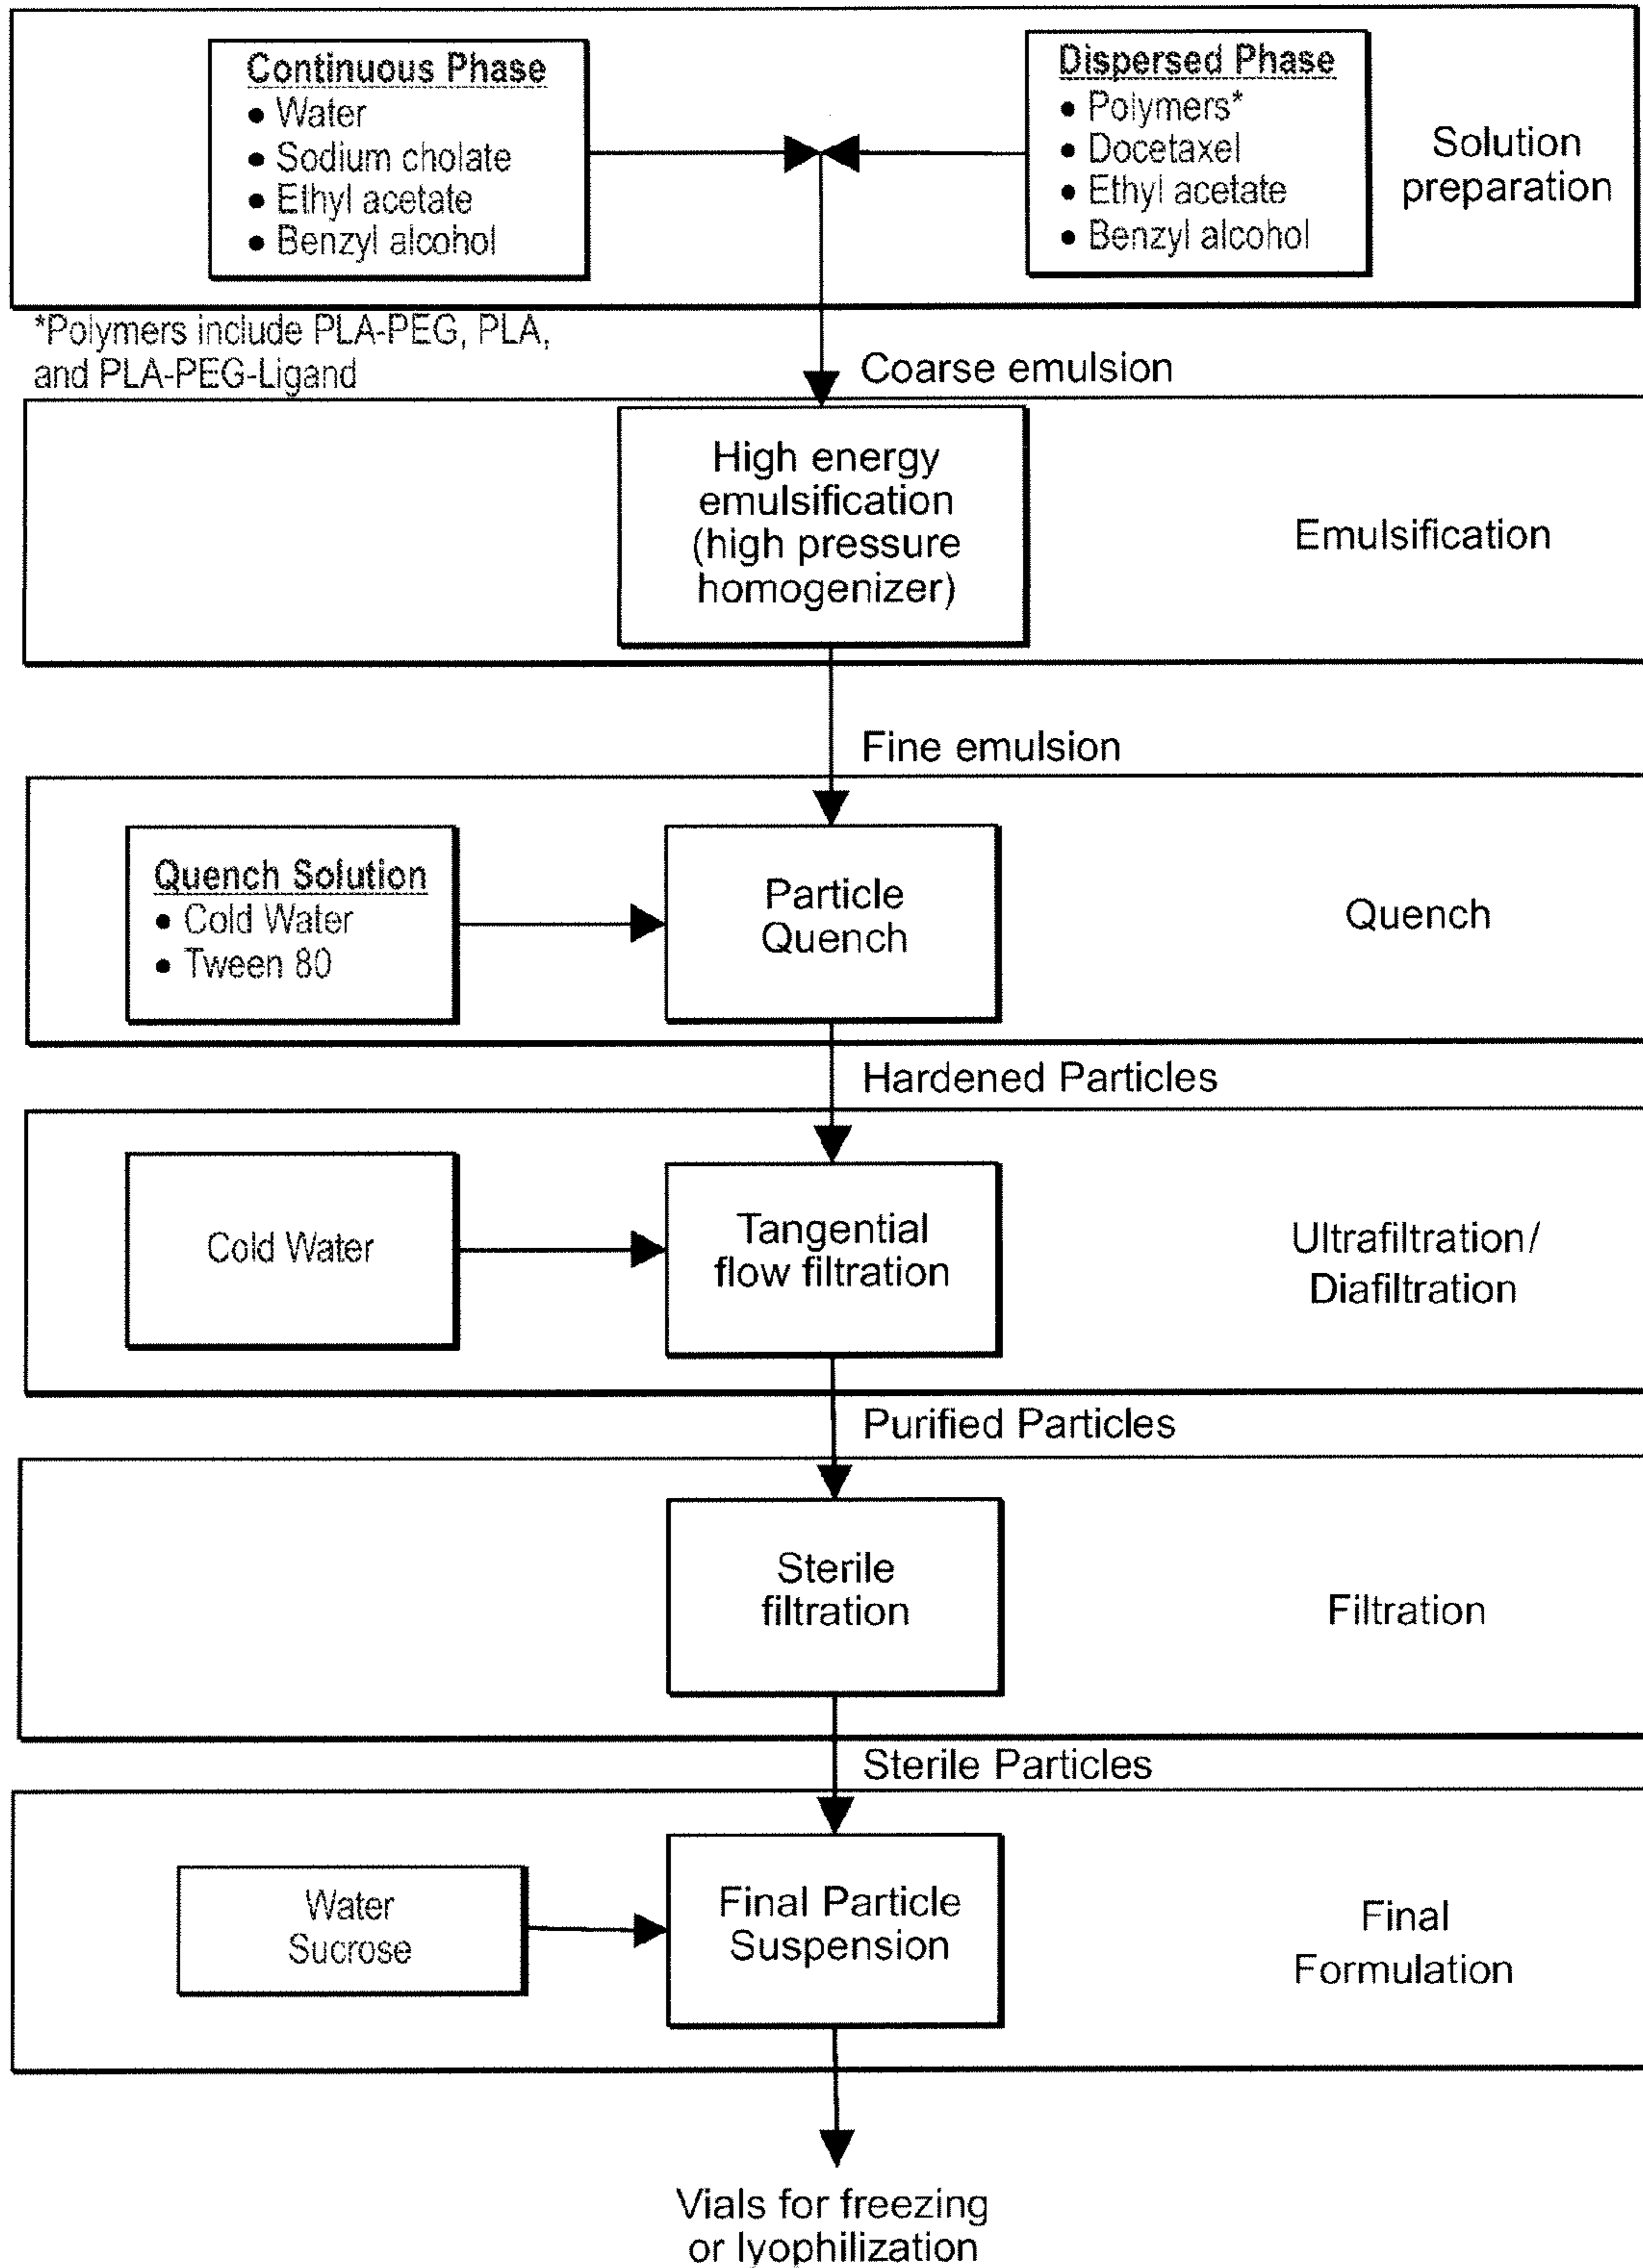 Continuous Phase
• Water
• Sodium cholate
• Ethyl acetate
• Benzyl alcohol
Dispersed Phase
• Polymers*
• Docetaxel
• Ethyl acetate
• Benzyl alcohol
Solution
preparation
*Polymers include PLA-PEG, PLA,
and PLA-PEG-Ligand
Coarse emulsion
High energy
emulsification
(high pressure
homogenizer)
Emulsification
Fine emulsion
Quench Solution
• Cold Water
• Tween 80
Particle
Quench
Quench
Hardened Particles
Cold Water
Tangential
flow filtration
Ultrafiltration/
Diafiltration
Purified Particles
Sterile
filtration
Filtration
Sterile Particles
Water
Sucrose
Final Particle
Suspension
Final
Formulation
Vials for freezing
or lyophilization